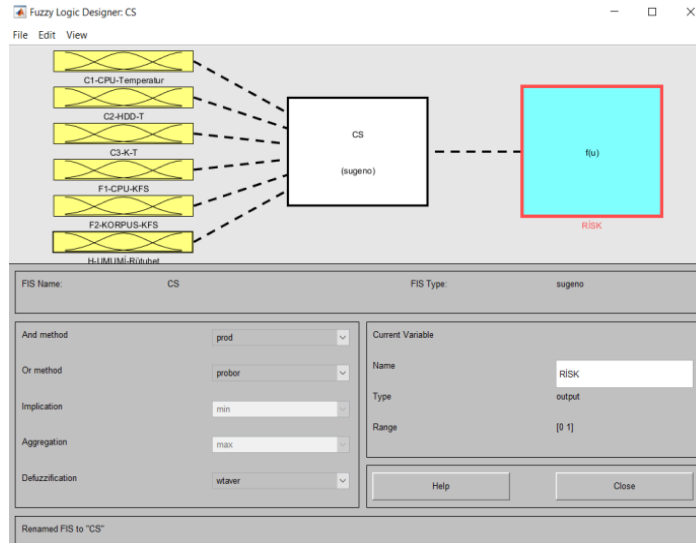 Fuzzy Logic Designer: CS
File Edit View
C1-CPU-Temperatur
C2-HDD-T
C3-K-T
F1-CPU-KFS
F2-KORPUS-KFS
H-UMUMİ-Rütubət
CS
(sugeno)
f(u)
RİSK
FIS Name: CS FIS Type: sugeno
And method prod
Or method probor
Implication min
Aggregation max
Defuzzification wtaver
Current Variable
Name RİSK
Type output
Range [0 1]
Help Close
Renamed FIS to "CS"